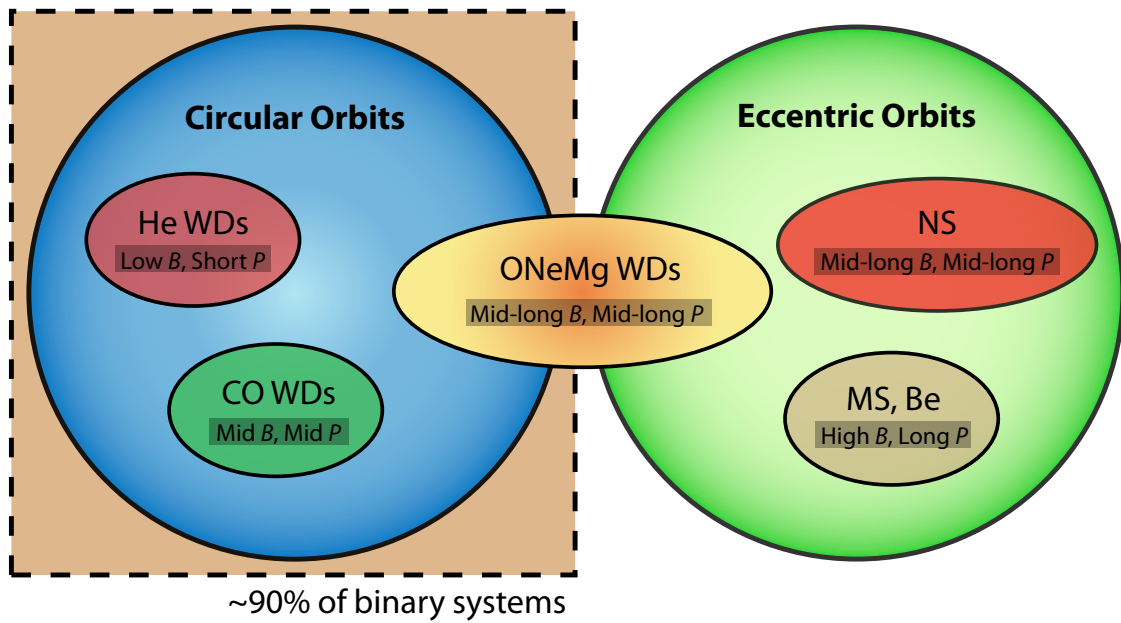 Circular Orbits
He WDs
Low B, Short P
CO WDs
Mid B, Mid P
ONeMg WDs
Mid-long B, Mid-long P
Eccentric Orbits
NS
Mid-long B, Mid-long P
MS, Be
High B, Long P
~90% of binary systems